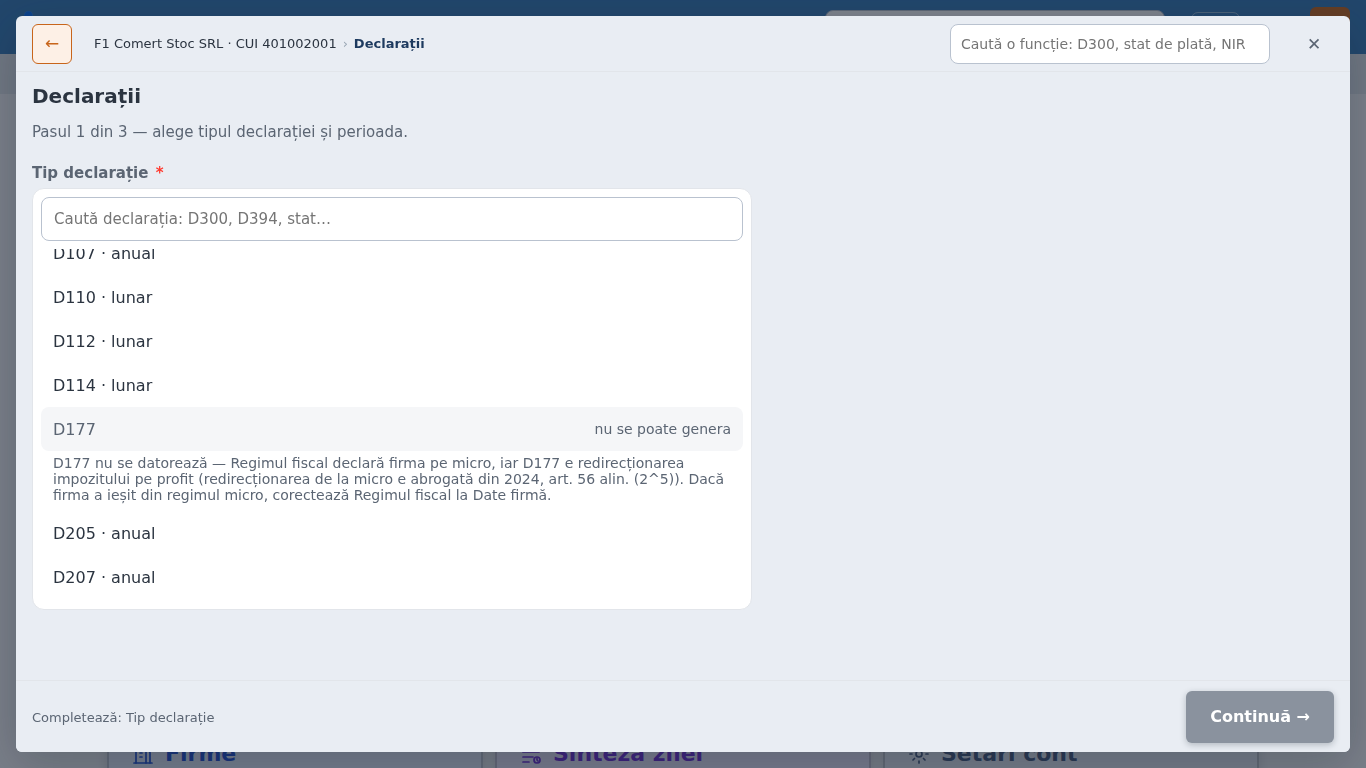 ←
F1 Comert Stoc SRL · CUI 401002001 › Declarații
Caută o funcție: D300, stat de plată, NIR
✕
Declarații
Pasul 1 din 3 — alege tipul declarației și perioada.
Tip declarație *
Caută declarația: D300, D394, stat...
D107 · anual
D110 · lunar
D112 · lunar
D114 · lunar
D177 nu se poate genera
D177 nu se datorează — Regimul fiscal declară firma pe micro, iar D177 e redirecționarea
impozitului pe profit (redirecționarea de la micro e abrogată din 2024, art. 56 alin. (2^5)). Dacă
firma a ieșit din regimul micro, corectează Regimul fiscal la Date firmă.
D205 · anual
D207 · anual
Completează: Tip declarație
Continuă →
Firme
Sinteza zilei
Setări cont